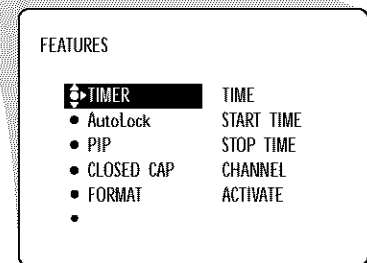 FEATURES
TIMER TIME
AutoLock START TIME
PIP STOP TIME
CLOSED CAP CHANNEL
FORMAT ACTIVATE